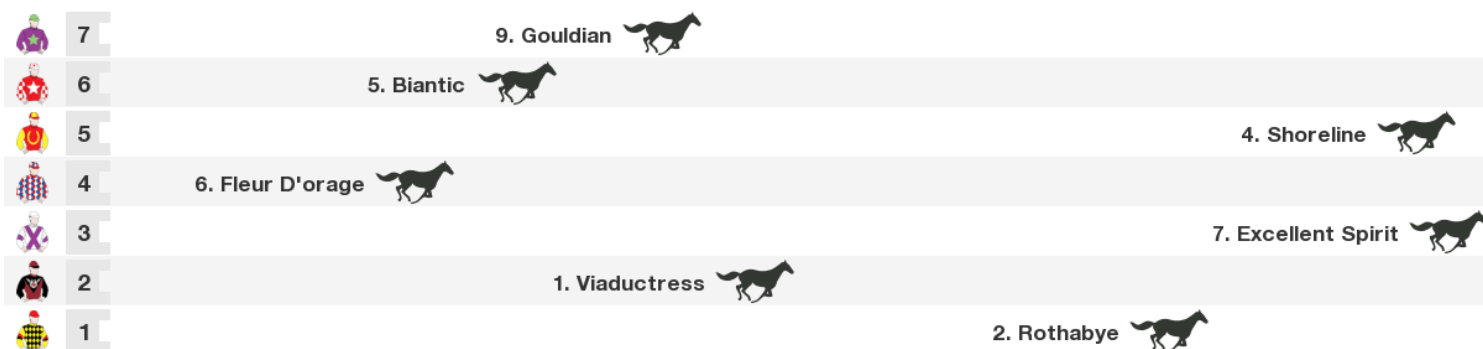 7 9. Gouldian
6 5. Biantic
5 4. Shoreline
4 6. Fleur D'orage
3 7. Excellent Spirit
2 1. Viaductress
1 2. Rothabye